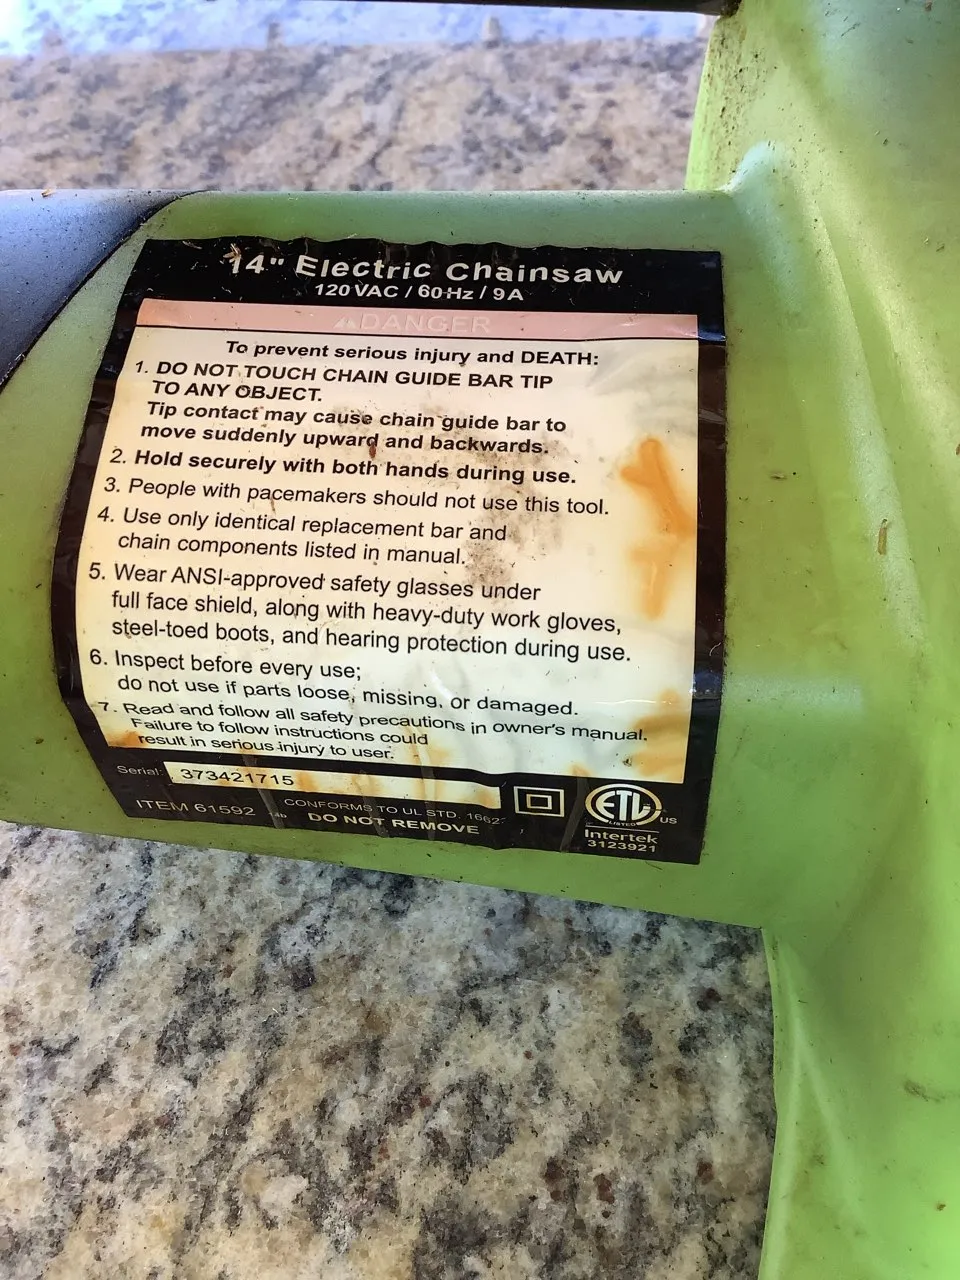 14" Electric Chainsaw
120 VAC / 60 Hz / 9 A
⚠DANGER
To prevent serious injury and DEATH:
1. DO NOT TOUCH CHAIN GUIDE BAR TIP
TO ANY OBJECT.
Tip contact may cause chain guide bar to
move suddenly upward and backwards.
2. Hold securely with both hands during use.
3. People with pacemakers should not use this tool.
4. Use only identical replacement bar and
chain components listed in manual.
5. Wear ANSI-approved safety glasses under
full face shield, along with heavy-duty work gloves,
steel-toed boots, and hearing protection during use.
6. Inspect before every use;
do not use if parts loose, missing, or damaged.
7. Read and follow all safety precautions in owner's manual.
Failure to follow instructions could
result in serious injury to user.
Serial: 373421715
ITEM 61592
CONFORMS TO UL STD.
DO NOT REMOVE
ETL
LISTED
US
Intertek
3123921